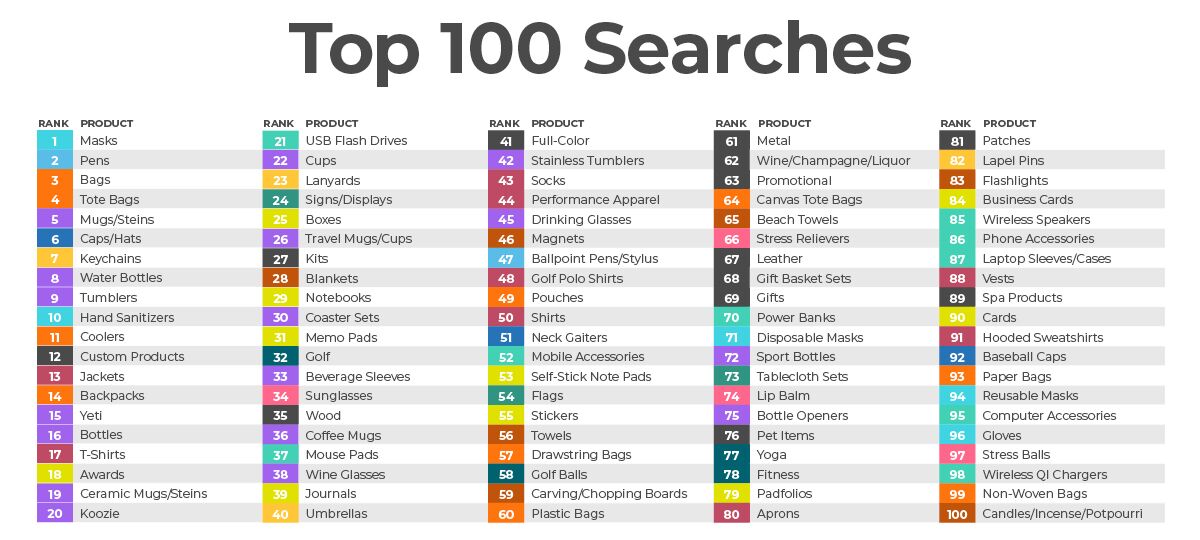 Top 100 Searches
RANK PRODUCT
1 Masks
2 Pens
3 Bags
4 Tote Bags
5 Mugs/Steins
6 Caps/Hats
7 Keychains
8 Water Bottles
9 Tumblers
10 Hand Sanitizers
11 Coolers
12 Custom Products
13 Jackets
14 Backpacks
15 Yeti
16 Bottles
17 T-Shirts
18 Awards
19 Ceramic Mugs/Steins
20 Koozie
RANK PRODUCT
21 USB Flash Drives
22 Cups
23 Lanyards
24 Signs/Displays
25 Boxes
26 Travel Mugs/Cups
27 Kits
28 Blankets
29 Notebooks
30 Coaster Sets
31 Memo Pads
32 Golf
33 Beverage Sleeves
34 Sunglasses
35 Wood
36 Coffee Mugs
37 Mouse Pads
38 Wine Glasses
39 Journals
40 Umbrellas
RANK PRODUCT
41 Full-Color
42 Stainless Tumblers
43 Socks
44 Performance Apparel
45 Drinking Glasses
46 Magnets
47 Ballpoint Pens/Stylus
48 Golf Polo Shirts
49 Pouches
50 Shirts
51 Neck Gaiters
52 Mobile Accessories
53 Self-Stick Note Pads
54 Flags
55 Stickers
56 Towels
57 Drawstring Bags
58 Golf Balls
59 Carving/Chopping Boards
60 Plastic Bags
RANK PRODUCT
61 Metal
62 Wine/Champagne/Liquor
63 Promotional
64 Canvas Tote Bags
65 Beach Towels
66 Stress Relievers
67 Leather
68 Gift Basket Sets
69 Gifts
70 Power Banks
71 Disposable Masks
72 Sport Bottles
73 Tablecloth Sets
74 Lip Balm
75 Bottle Openers
76 Pet Items
77 Yoga
78 Fitness
79 Padfolios
80 Aprons
RANK PRODUCT
81 Patches
82 Lapel Pins
83 Flashlights
84 Business Cards
85 Wireless Speakers
86 Phone Accessories
87 Laptop Sleeves/Cases
88 Vests
89 Spa Products
90 Cards
91 Hooded Sweatshirts
92 Baseball Caps
93 Paper Bags
94 Reusable Masks
95 Computer Accessories
96 Gloves
97 Stress Balls
98 Wireless QI Chargers
99 Non-Woven Bags
100 Candles/Incense/Potpourri